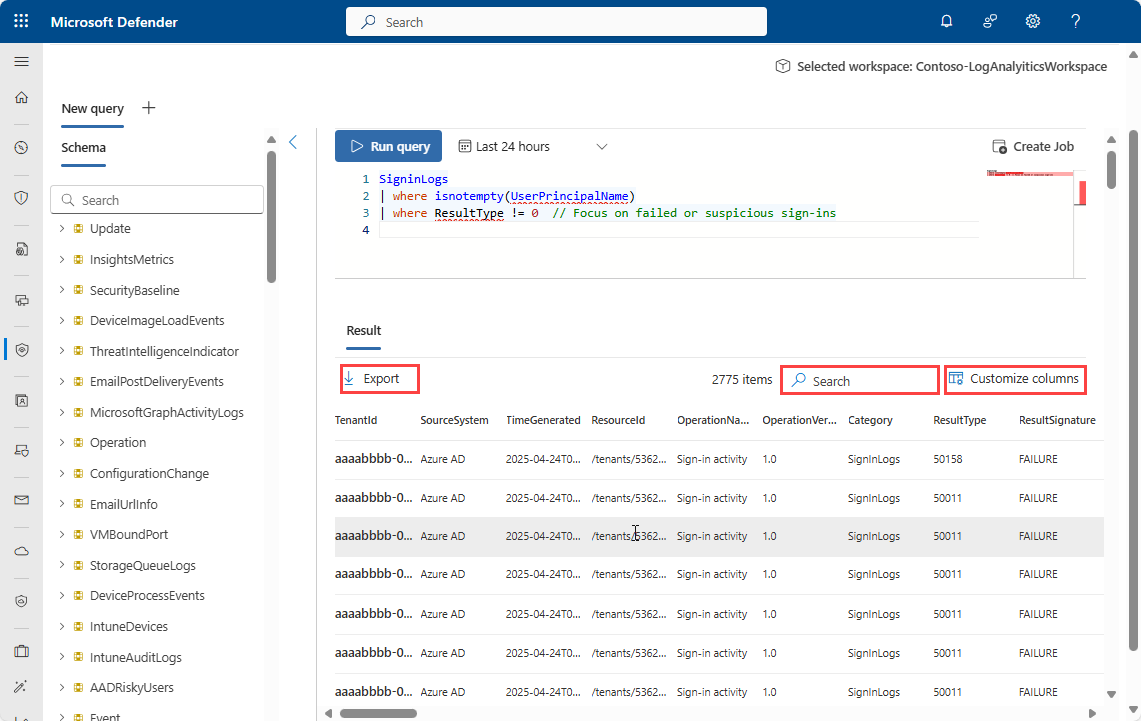 Microsoft Defender
Search
Selected workspace: Contoso-LogAnalyiticsWorkspace
New query
Schema
Search
Update
InsightsMetrics
SecurityBaseline
DeviceImageLoadEvents
ThreatIntelligenceIndicator
EmailPostDeliveryEvents
MicrosoftGraphActivityLogs
Operation
ConfigurationChange
EmailUrlInfo
VMBoundPort
StorageQueueLogs
DeviceProcessEvents
IntuneDevices
IntuneAuditLogs
AADRiskyUsers
Event
Run query Last 24 hours Create Job
1 SigninLogs
2 | where isnotempty(UserPrincipalName)
3 | where ResultType != 0 // Focus on failed or suspicious sign-ins
4
Result
Export 2775 items Search Customize columns
TenantId SourceSystem TimeGenerated ResourceId OperationNa... OperationVer... Category ResultType ResultSignature
aaaabbbb-0... Azure AD 2025-04-24T0... /tenants/5362... Sign-in activity 1.0 SignInLogs 50158 FAILURE
aaaabbbb-0... Azure AD 2025-04-24T0... /tenants/5362... Sign-in activity 1.0 SignInLogs 50011 FAILURE
aaaabbbb-0... Azure AD 2025-04-24T0... /tenants/5362... Sign-in activity 1.0 SignInLogs 50011 FAILURE
aaaabbbb-0... Azure AD 2025-04-24T0... /tenants/5362... Sign-in activity 1.0 SignInLogs 50011 FAILURE
aaaabbbb-0... Azure AD 2025-04-24T0... /tenants/5362... Sign-in activity 1.0 SignInLogs 50011 FAILURE
aaaabbbb-0... Azure AD 2025-04-24T0... /tenants/5362... Sign-in activity 1.0 SignInLogs 50011 FAILURE
aaaabbbb-0... Azure AD 2025-04-24T0... /tenants/5362... Sign-in activity 1.0 SignInLogs 50011 FAILURE